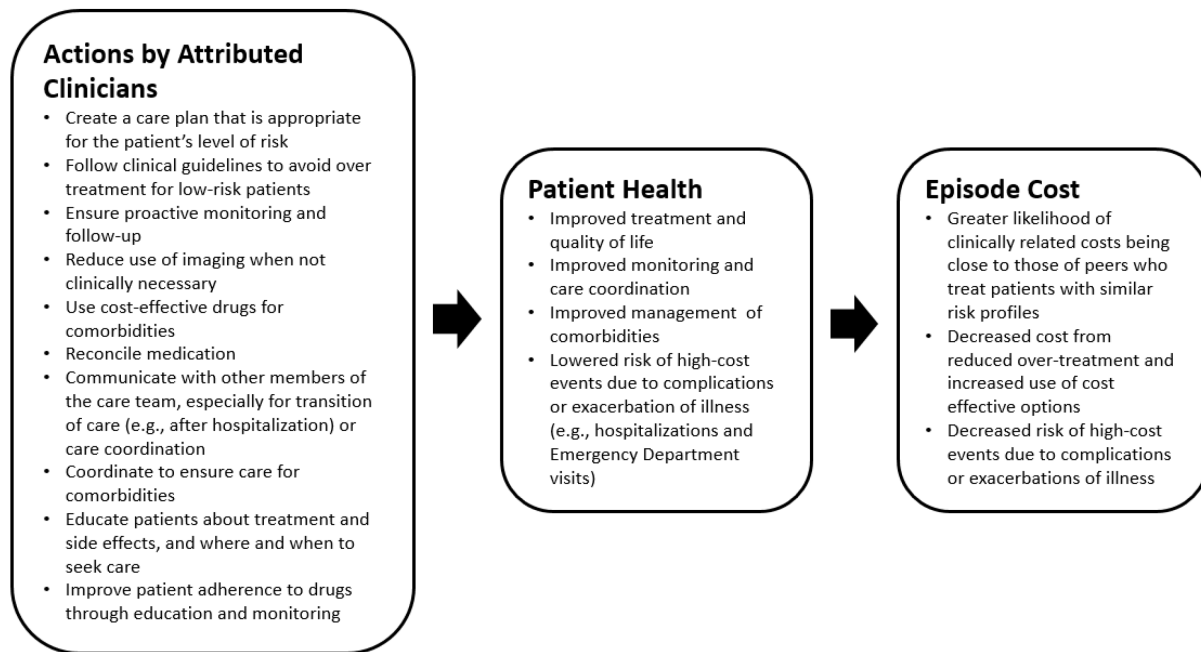 Actions by Attributed
Clinicians
• Create a care plan that is appropriate
for the patient's level of risk
• Follow clinical guidelines to avoid over
treatment for low-risk patients
• Ensure proactive monitoring and
follow-up
• Reduce use of imaging when not
clinically necessary
• Use cost-effective drugs for
comorbidities
• Reconcile medication
• Communicate with other members of
the care team, especially for transition
of care (e.g., after hospitalization) or
care coordination
• Coordinate to ensure care for
comorbidities
• Educate patients about treatment and
side effects, and where and when to
seek care
• Improve patient adherence to drugs
through education and monitoring
Patient Health
• Improved treatment and
quality of life
• Improved monitoring and
care coordination
• Improved management of
comorbidities
• Lowered risk of high-cost
events due to complications
or exacerbation of illness
(e.g., hospitalizations and
Emergency Department
visits)
Episode Cost
• Greater likelihood of
clinically related costs being
close to those of peers who
treat patients with similar
risk profiles
• Decreased cost from
reduced over-treatment and
increased use of cost
effective options
• Decreased risk of high-cost
events due to complications
or exacerbations of illness